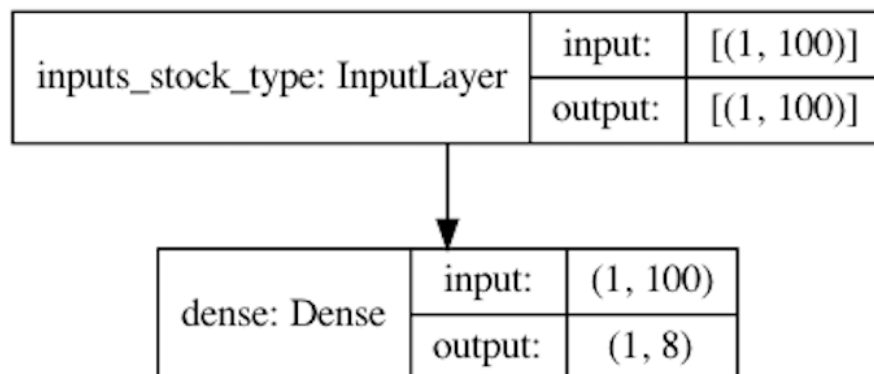 inputs_stock_type: InputLayer
input: [(1, 100)]
output: [(1, 100)]
dense: Dense
input: (1, 100)
output: (1, 8)